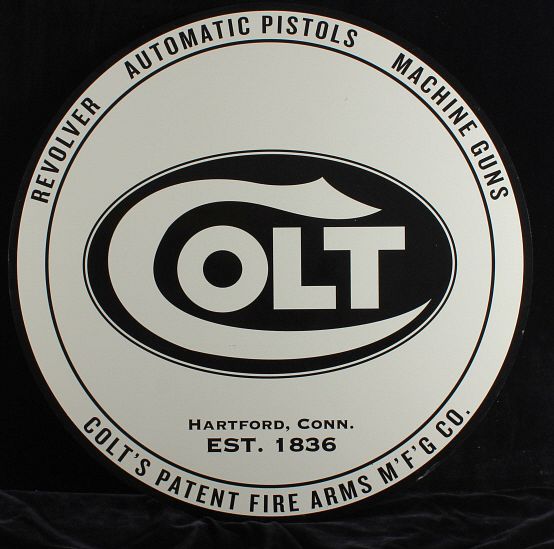 REVOLVER AUTOMATIC PISTOLS MACHINE GUNS
COLT
HARTFORD, CONN.
EST. 1836
COLT'S PATENT FIRE ARMS M'F'G CO.